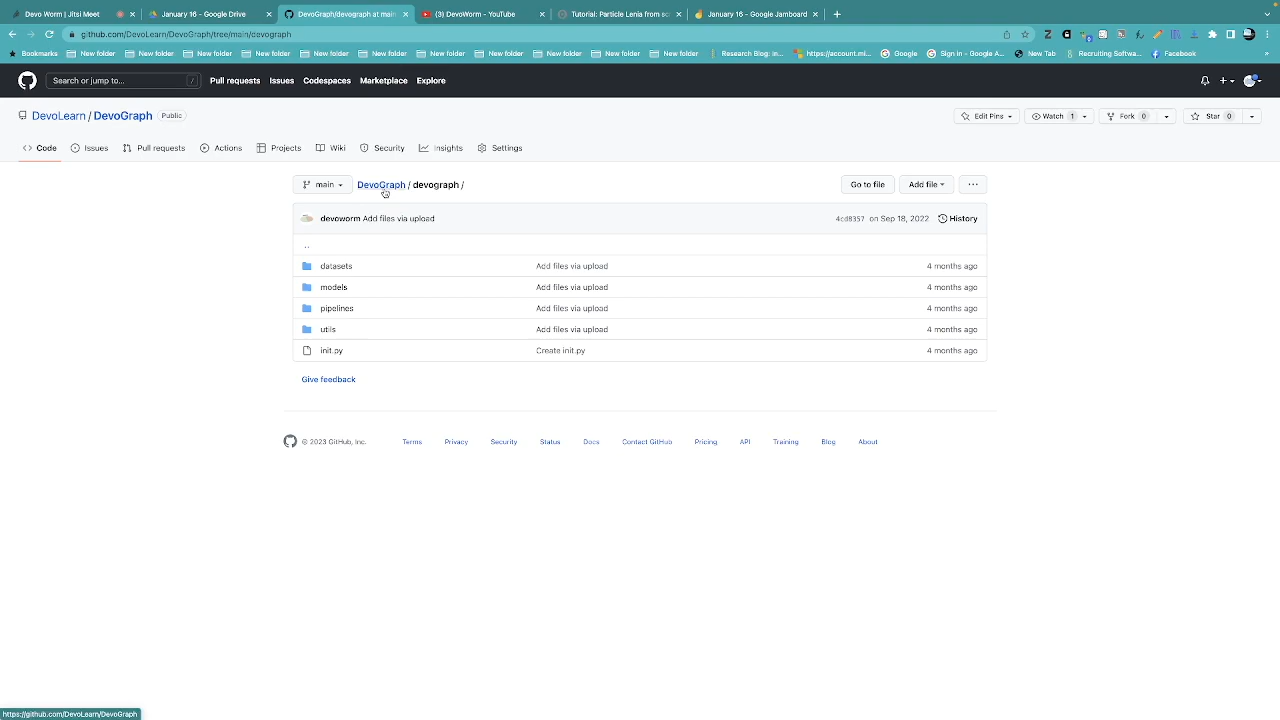 Devo Worm | Jitsi Meet
January 16 - Google Drive
DevoGraph/devograph at main
(3) DevoWorm - YouTube
Tutorial: Particle Lenia from sc
January 16 - Google Jamboard
github.com/DevoLearn/DevoGraph/tree/main/devograph
Bookmarks New folder New folder New folder New folder New folder New folder New folder New folder New folder New folder New folder Research Blog: In... https://account.mi... Google Sign in - Google A... New Tab Recruiting Softwa... Facebook »
Search or jump to... / Pull requests Issues Codespaces Marketplace Explore
DevoLearn / DevoGraph Public Edit Pins Watch 1 Fork 0 Star 0
Code Issues Pull requests Actions Projects Wiki Security Insights Settings
main DevoGraph / devograph / Go to file Add file ...
devoworm Add files via upload 4cd8357 on Sep 18, 2022 History
..
datasets Add files via upload 4 months ago
models Add files via upload 4 months ago
pipelines Add files via upload 4 months ago
utils Add files via upload 4 months ago
init.py Create init.py 4 months ago
Give feedback
© 2023 GitHub, Inc. Terms Privacy Security Status Docs Contact GitHub Pricing API Training Blog About
https://github.com/DevoLearn/DevoGraph